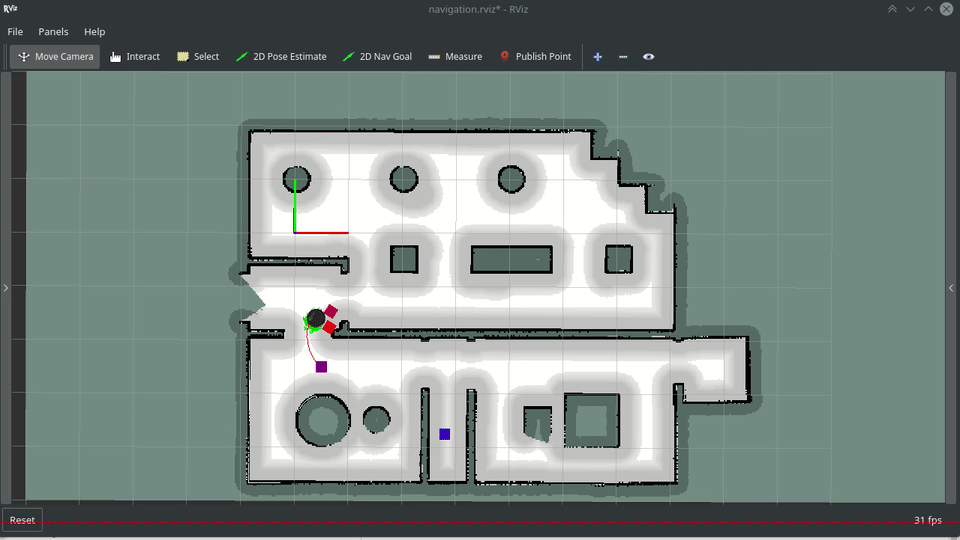 RViz
navigation.rviz* - RViz
File Panels Help
Move Camera Interact Select 2D Pose Estimate 2D Nav Goal Measure Publish Point
Reset
31 fps